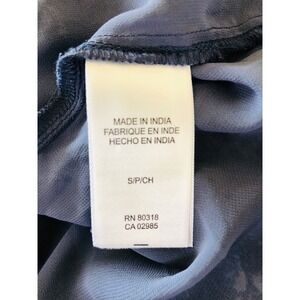 MADE IN INDIA
FABRIQUE EN INDE
HECHO EN INDIA
S/P/CH
RN 80318
CA 02985